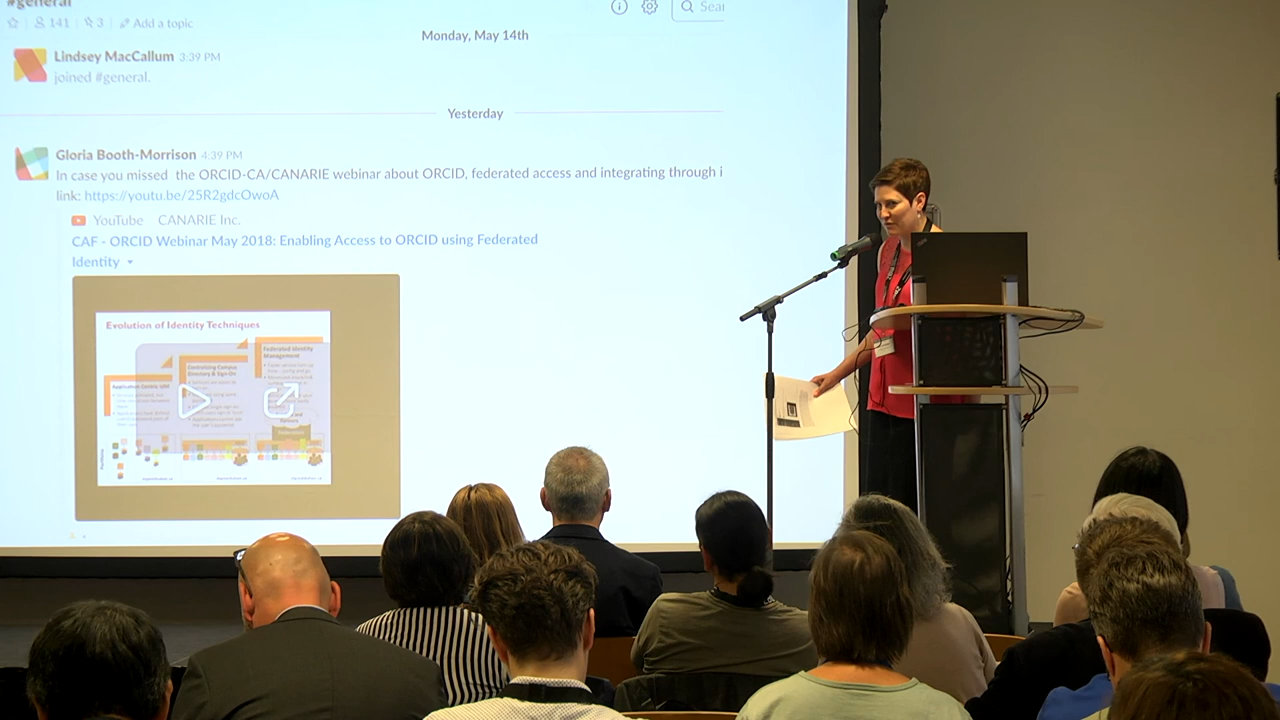 #general
141
3
Add a topic
Monday, May 14th
Lindsey MacCallum 3:39 PM
joined #general.
Yesterday
Gloria Booth-Morrison 4:39 PM
In case you missed the ORCID-CA/CANARIE webinar about ORCID, federated access and integrating through i
link: https://youtu.be/25R2gdcOwoA
YouTube CANARIE Inc.
CAF - ORCID Webinar May 2018: Enabling Access to ORCID using Federated
Identity
Evolution of Identity Techniques
Federated Identity
Management